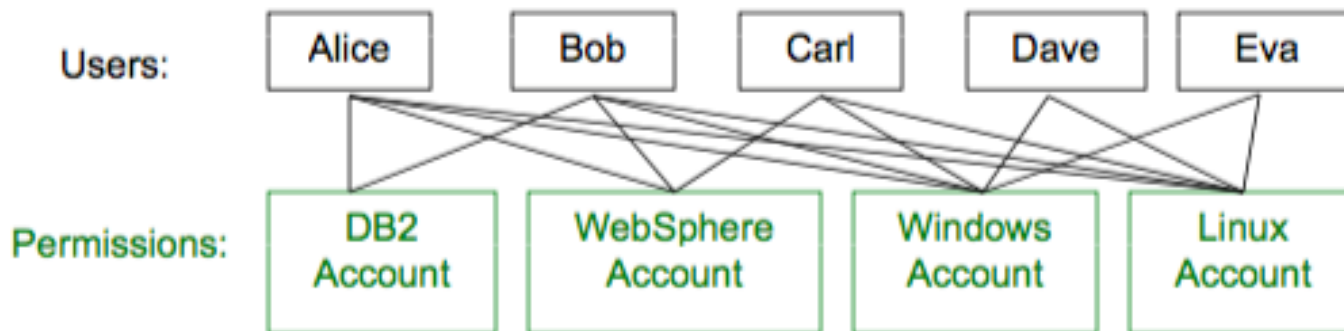 Users:
Alice
Bob
Carl
Dave
Eva
Permissions:
DB2
Account
WebSphere
Account
Windows
Account
Linux
Account